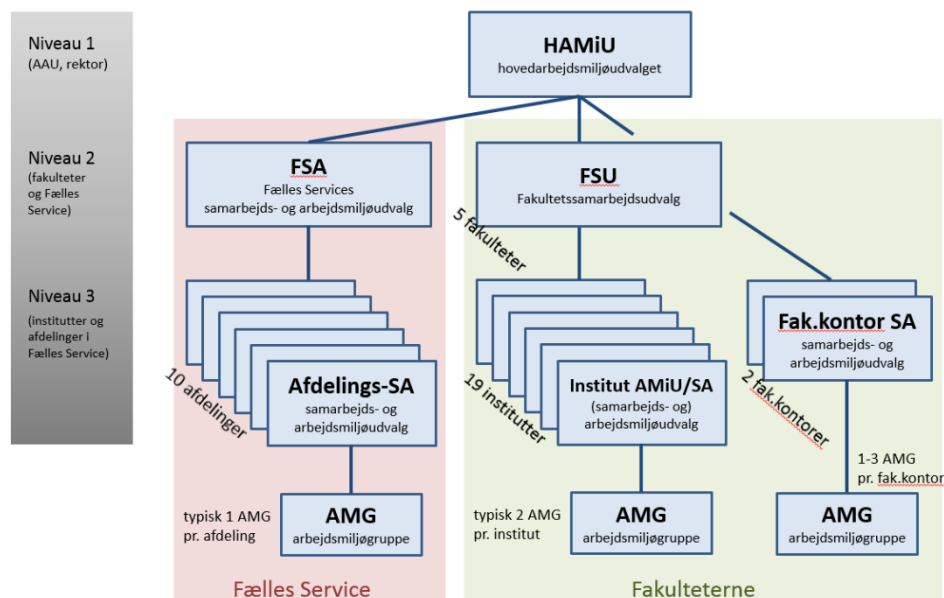 Niveau 1
(AAU, rektor)
HAMiU
hovedarbejdsmiljøudvalget
Niveau 2
(fakulteter
og Fælles
Service)
FSA
Fælles Services
samarbejds- og arbejdsmiljøudvalg
FSU
Fakultetssamarbejdsudvalg
5 fakulteter
Niveau 3
(institutter og
afdelinger i
Fælles Service)
10 afdelinger
Afdelings-SA
samarbejds- og
arbejdsmiljøudvalg
19 institutter
Institut AMiU/SA
(samarbejds- og)
arbejdsmiljøudvalg
Fak.kontor SA
samarbejds- og
arbejdsmiljøudvalg
2 fak.kontorer
typisk 1 AMG
pr. afdeling
AMG
arbejdsmiljøgruppe
typisk 2 AMG
pr. institut
AMG
arbejdsmiljøgruppe
1-3 AMG
pr. fak.kontor
AMG
arbejdsmiljøgruppe
Fælles Service
Fakulteterne